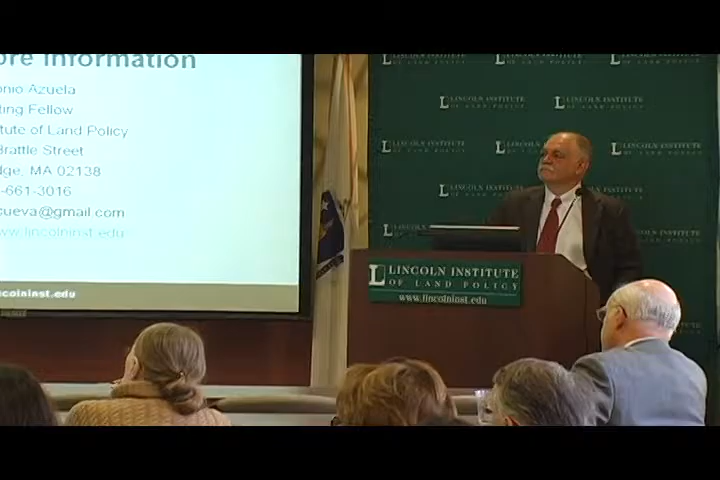 ore Information
onio Azuela
ting Fellow
tute of Land Policy
Brattle Street
dge, MA 02138
-661-3016
cueva@gmail.com
www.lincolninst.edu
colninst.edu
LINCOLN INSTITUTE
OF LAND POLICY
www.lincolninst.edu
LINCOLN INSTITUTE
OF LAND POLICY